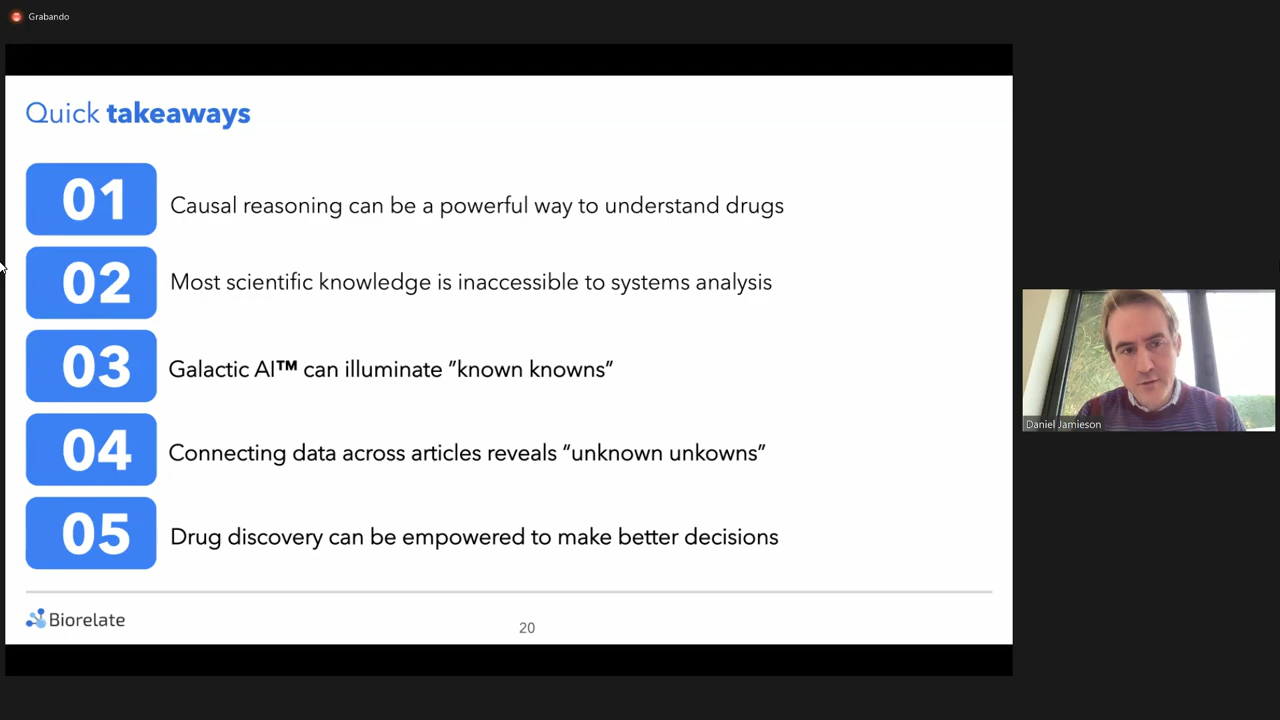 Grabando
Quick takeaways
01
Causal reasoning can be a powerful way to understand drugs
02
Most scientific knowledge is inaccessible to systems analysis
03
Galactic AI™ can illuminate “known knowns”
04
Connecting data across articles reveals “unknown unkowns”
05
Drug discovery can be empowered to make better decisions
Biorelate
20
Daniel Jamieson